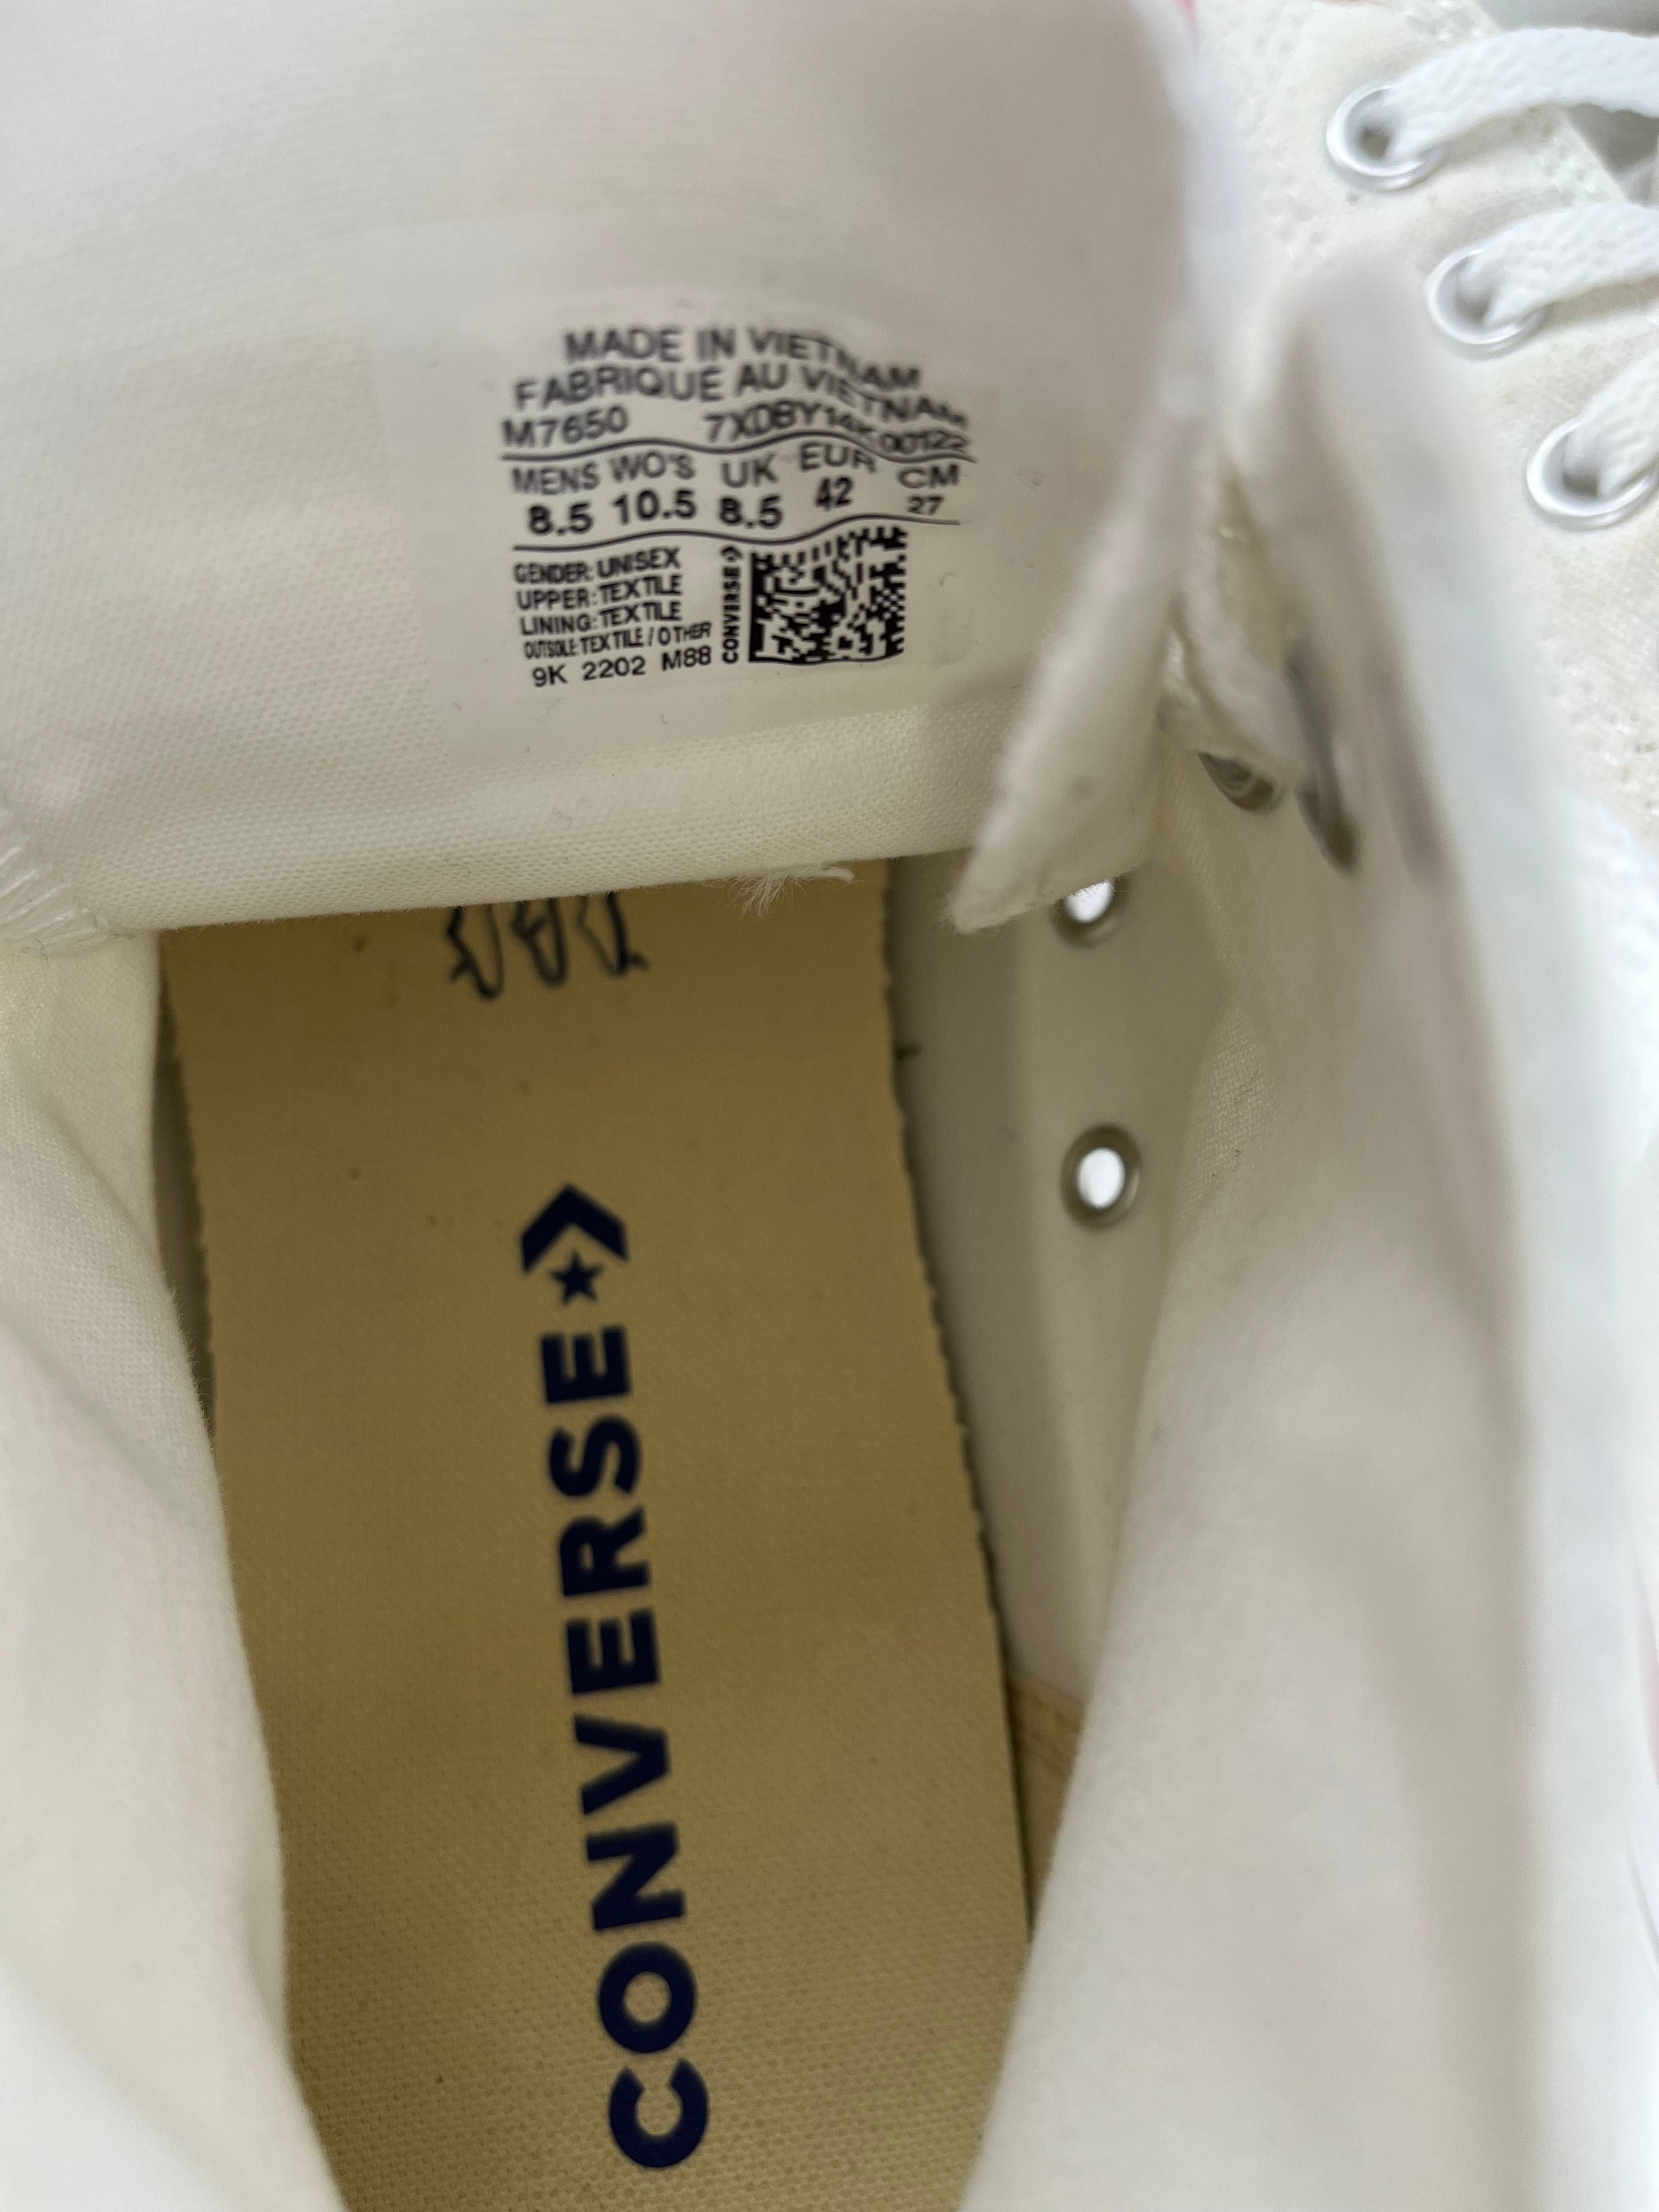 MADE IN VIETNAM
FABRIQUE AU VIETNAM
M7650 7XDBY14K00122
MENS WO'S UK EUR CM
8.5 10.5 8.5 42 27
GENDER: UNISEX
UPPER: TEXTILE
LINING: TEXTILE
OUTSOLE: TEXTILE / OTHER
9K 2202 M88
CONVERSE
CONVERSE